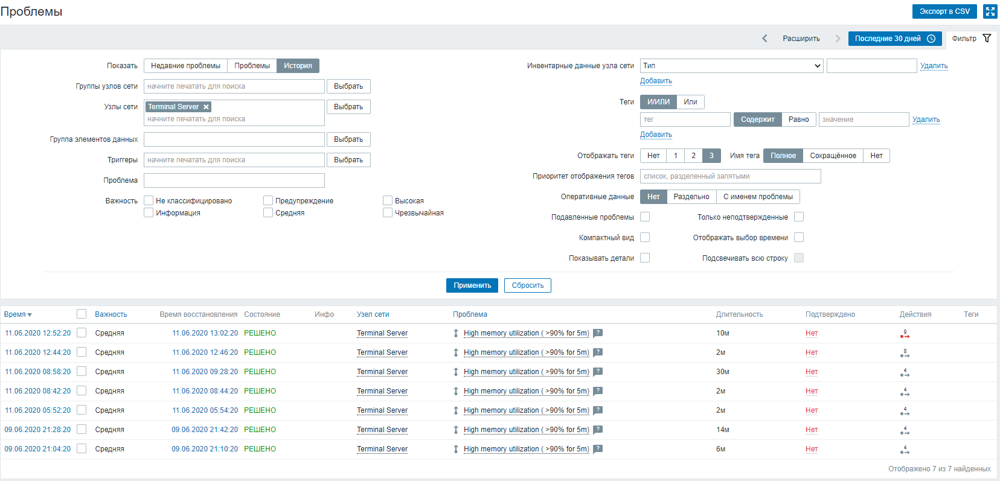 Проблемы
Экспорт в CSV
Расширить
Последние 30 дней
Фильтр
Показать Недавние проблемы Проблемы История
Группы узлов сети начните печатать для поиска Выбрать
Узлы сети Terminal Server Выбрать
начните печатать для поиска
Группа элементов данных Выбрать
Триггеры начните печатать для поиска Выбрать
Проблема
Важность Не классифицировано Предупреждение Высокая
Информация Средняя Чрезвычайная
Инвентарные данные узла сети Тип Удалить
Добавить
Теги И/ИЛИ Или
тег Содержит Равно значение Удалить
Добавить
Отображать теги Нет 1 2 3 Имя тега Полное Сокращённое Нет
Приоритет отображения тегов список, разделенный запятыми
Оперативные данные Нет Раздельно С именем проблемы
Подавленные проблемы Только неподтвержденные
Компактный вид Отображать выбор времени
Показывать детали Подсвечивать всю строку
Применить Сбросить
Время Важность Время восстановления Состояние Инфо Узел сети Проблема Длительность Подтверждено Действия Теги
11.06.2020 12:52:20 Средняя 11.06.2020 13:02:20 РЕШЕНО Terminal Server High memory utilization ( >90% for 5m) ? 10м Нет 9
11.06.2020 12:44:20 Средняя 11.06.2020 12:46:20 РЕШЕНО Terminal Server High memory utilization ( >90% for 5m) ? 2м Нет 8
11.06.2020 08:58:20 Средняя 11.06.2020 09:28:20 РЕШЕНО Terminal Server High memory utilization ( >90% for 5m) ? 30м Нет 4
11.06.2020 08:42:20 Средняя 11.06.2020 08:44:20 РЕШЕНО Terminal Server High memory utilization ( >90% for 5m) ? 2м Нет 4
11.06.2020 05:52:20 Средняя 11.06.2020 05:54:20 РЕШЕНО Terminal Server High memory utilization ( >90% for 5m) ? 2м Нет 4
09.06.2020 21:28:20 Средняя 09.06.2020 21:42:20 РЕШЕНО Terminal Server High memory utilization ( >90% for 5m) ? 14м Нет 4
09.06.2020 21:04:20 Средняя 09.06.2020 21:10:20 РЕШЕНО Terminal Server High memory utilization ( >90% for 5m) ? 6м Нет 4
Отображено 7 из 7 найденных